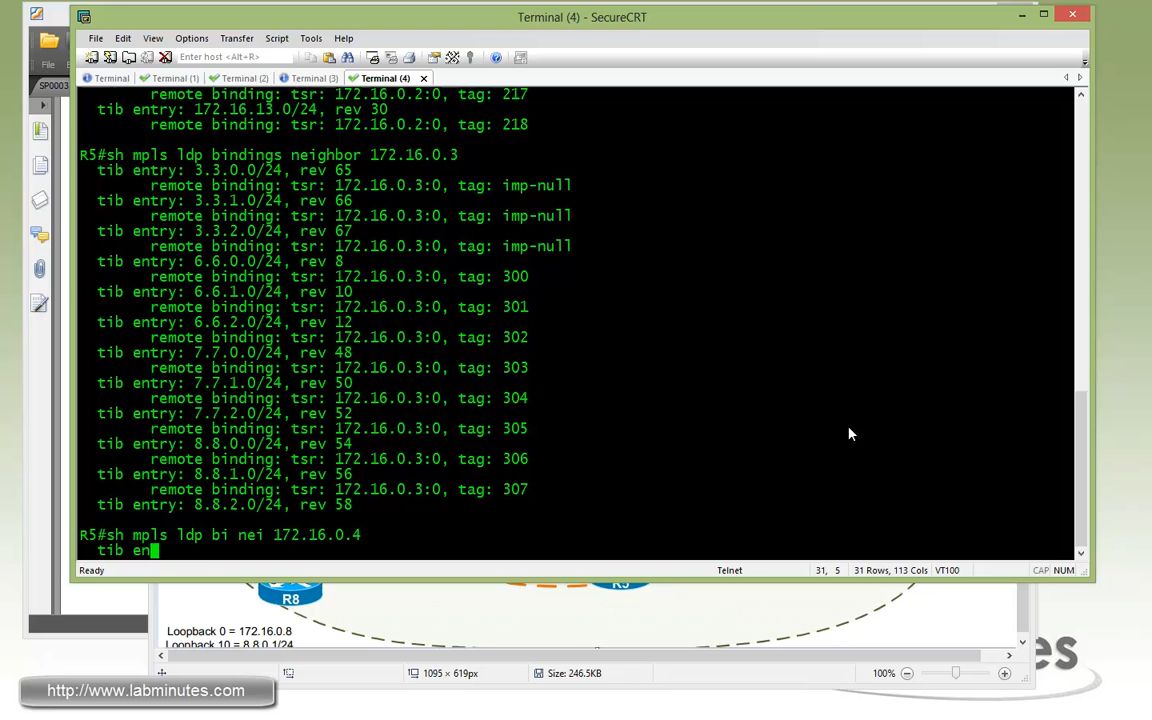 Terminal (4) - SecureCRT
File Edit View Options Transfer Script Tools Help
Enter host <Alt+R>
File
Terminal Terminal (1) Terminal (2) Terminal (3) Terminal (4)
SP0003
remote binding: tsr: 172.16.0.2:0, tag: 217
tib entry: 172.16.13.0/24, rev 30
remote binding: tsr: 172.16.0.2:0, tag: 218
R5#sh mpls ldp bindings neighbor 172.16.0.3
tib entry: 3.3.0.0/24, rev 65
remote binding: tsr: 172.16.0.3:0, tag: imp-null
tib entry: 3.3.1.0/24, rev 66
remote binding: tsr: 172.16.0.3:0, tag: imp-null
tib entry: 3.3.2.0/24, rev 67
remote binding: tsr: 172.16.0.3:0, tag: imp-null
tib entry: 6.6.0.0/24, rev 8
remote binding: tsr: 172.16.0.3:0, tag: 300
tib entry: 6.6.1.0/24, rev 10
remote binding: tsr: 172.16.0.3:0, tag: 301
tib entry: 6.6.2.0/24, rev 12
remote binding: tsr: 172.16.0.3:0, tag: 302
tib entry: 7.7.0.0/24, rev 48
remote binding: tsr: 172.16.0.3:0, tag: 303
tib entry: 7.7.1.0/24, rev 50
remote binding: tsr: 172.16.0.3:0, tag: 304
tib entry: 7.7.2.0/24, rev 52
remote binding: tsr: 172.16.0.3:0, tag: 305
tib entry: 8.8.0.0/24, rev 54
remote binding: tsr: 172.16.0.3:0, tag: 306
tib entry: 8.8.1.0/24, rev 56
remote binding: tsr: 172.16.0.3:0, tag: 307
tib entry: 8.8.2.0/24, rev 58
R5#sh mpls ldp bi nei 172.16.0.4
tib en
Ready Telnet 31, 5 31 Rows, 113 Cols VT100 CAP NUM
R8
Loopback 0 = 172.16.0.8
Loopback 10 = 8.8.0.1/24
1095 × 619px Size: 246.5KB 100%
http://www.labminutes.com